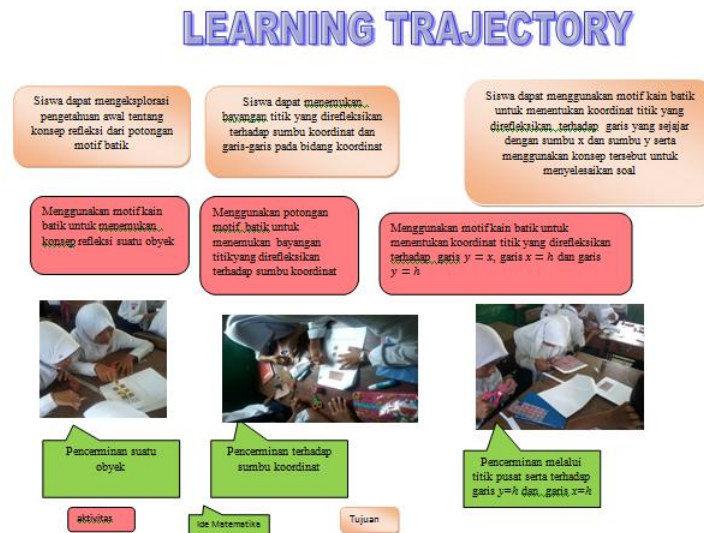 LEARNING TRAJECTORY
Siswa dapat mengeksplorasi
pengetahuan awal tentang
konsep refleksi dari potongan
motif batik
Siswa dapat menemukan
bayangan titik yang direfleksikan
terhadap sumbu koordinat dan
garis-garis pada bidang koordinat
Siswa dapat menggunakan motif kain batik
untuk menentukan koordinat titik yang
direfleksikan terhadap garis yang sejajar
dengan sumbu x dan sumbu y serta
menggunakan konsep tersebut untuk
menyelesaikan soal
Menggunakan motif kain
batik untuk menemukan
konsep refleksi suatu obyek
Menggunakan potongan
motif batik untuk
menemukan bayangan
titikyang direfleksikan
terhadap sumbu koordinat
Menggunakan motif kain batik untuk
menentukan koordinat titik yang direfleksikan
terhadap garis y = x, garis x = h dan garis
y = h
Pencerminan suatu
obyek
Pencerminan terhadap
sumbu koordinat
Pencerminan melalui
titik pusat serta terhadap
garis y=h dan garis x=h
aktivitas
Ide Matematika
Tujuan